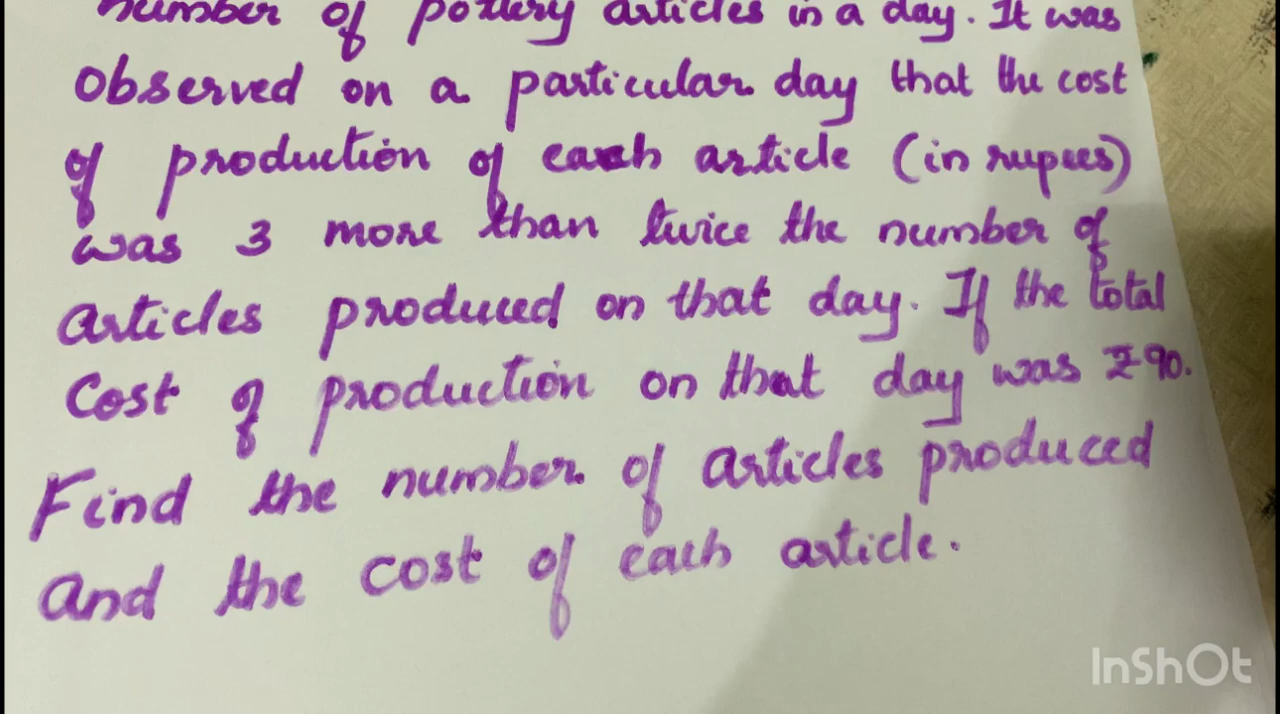 number of pottery articles in a day. It was
Observed on a particular day that the cost
of production of each article (in rupees)
was 3 more than twice the number of
articles produced on that day. If the total
Cost of production on that day was ₹90.
Find the number of articles produced
And the cost of each article.
InShOt